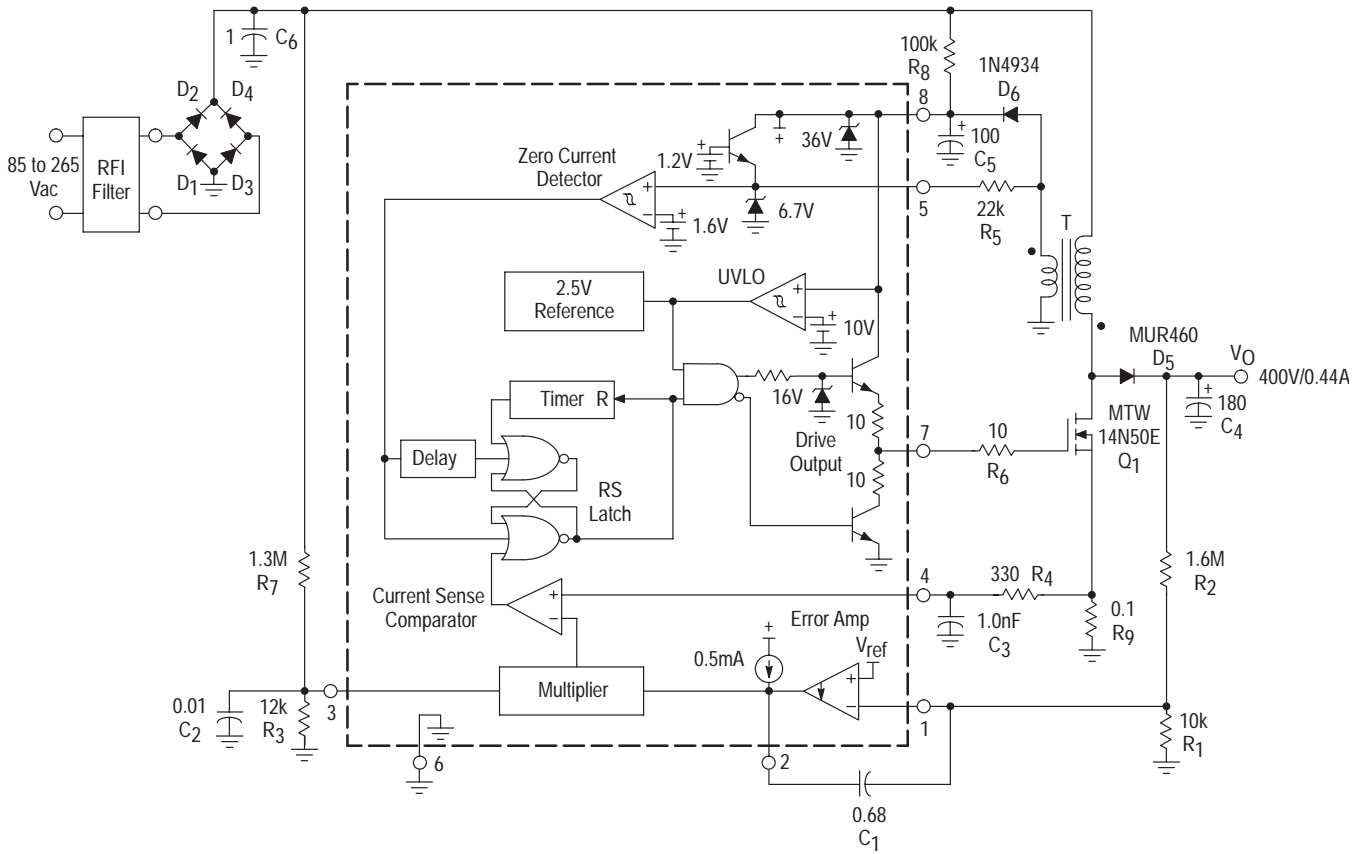 1
C6
D2
D4
85 to 265
Vac
RFI
Filter
D1
D3
100k
R8
1N4934
D6
8
100
C5
36V
+
1.2V
+
Zero Current
Detector
+
−
6.7V
+
1.6V
5
22k
R5
T
UVLO
+
−
+
10V
2.5V
Reference
MUR460
D5
VO
400V/0.44A
+
180
C4
MTW
14N50E
Q1
Timer R
16V
10
Drive
Output
10
7
10
R6
Delay
RS
Latch
1.3M
R7
1.6M
R2
4
330 R4
1.0nF
C3
0.1
R9
Current Sense
Comparator
+
−
+
0.5mA
Error Amp
Vref
+
−
Multiplier
0.01
C2
12k
R3
3
6
2
1
10k
R1
0.68
C1